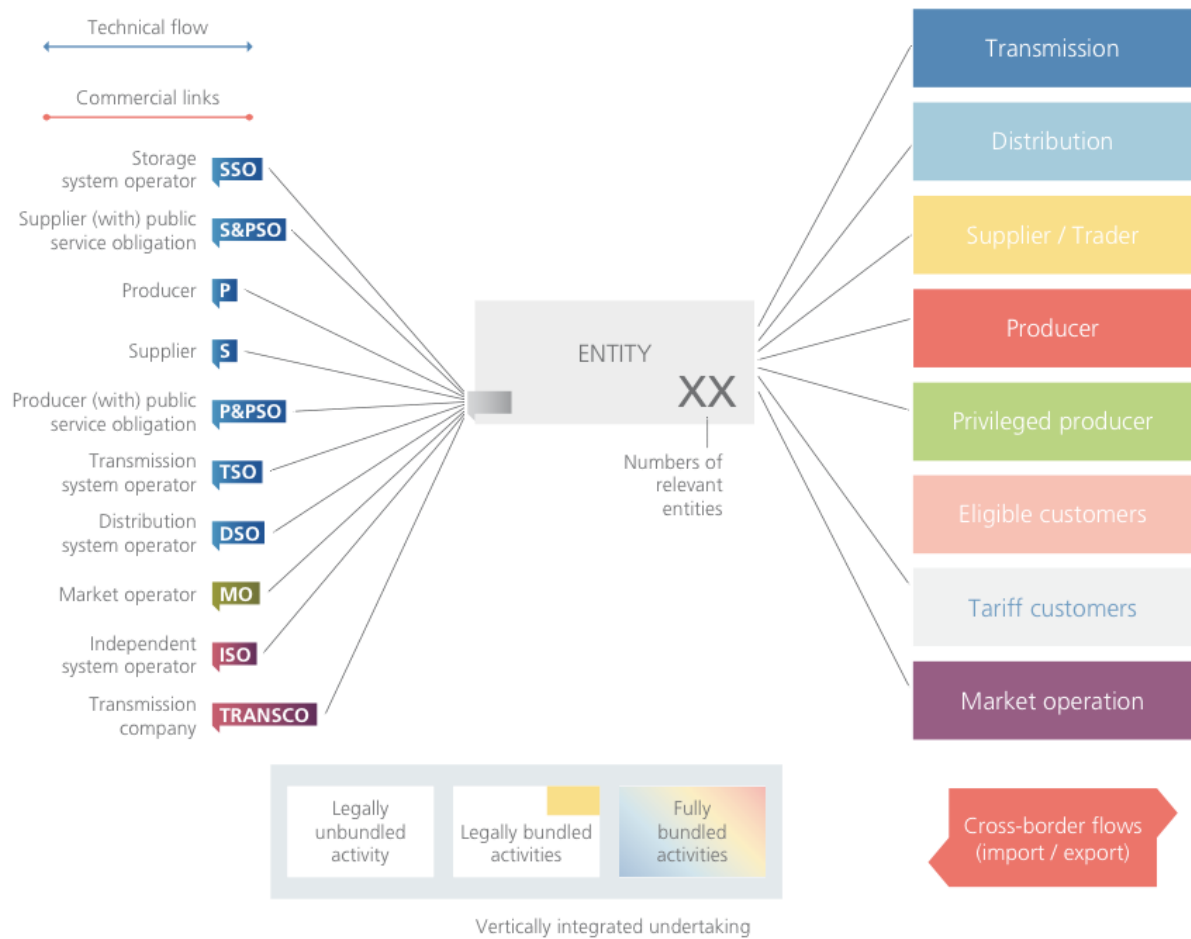 Technical flow
Commercial links
Storage
system operator
SSO
Supplier (with) public
service obligation
S&PSO
Producer
P
Supplier
S
Producer (with) public
service obligation
P&PSO
Transmission
system operator
TSO
Distribution
system operator
DSO
Market operator
MO
Independent
system operator
ISO
Transmission
company
TRANSCO
ENTITY
XX
Numbers of
relevant
entities
Transmission
Distribution
Supplier / Trader
Producer
Privileged producer
Eligible customers
Tariff customers
Market operation
Legally
unbundled
activity
Legally bundled
activities
Fully
bundled
activities
Vertically integrated undertaking
Cross-border flows
(import / export)